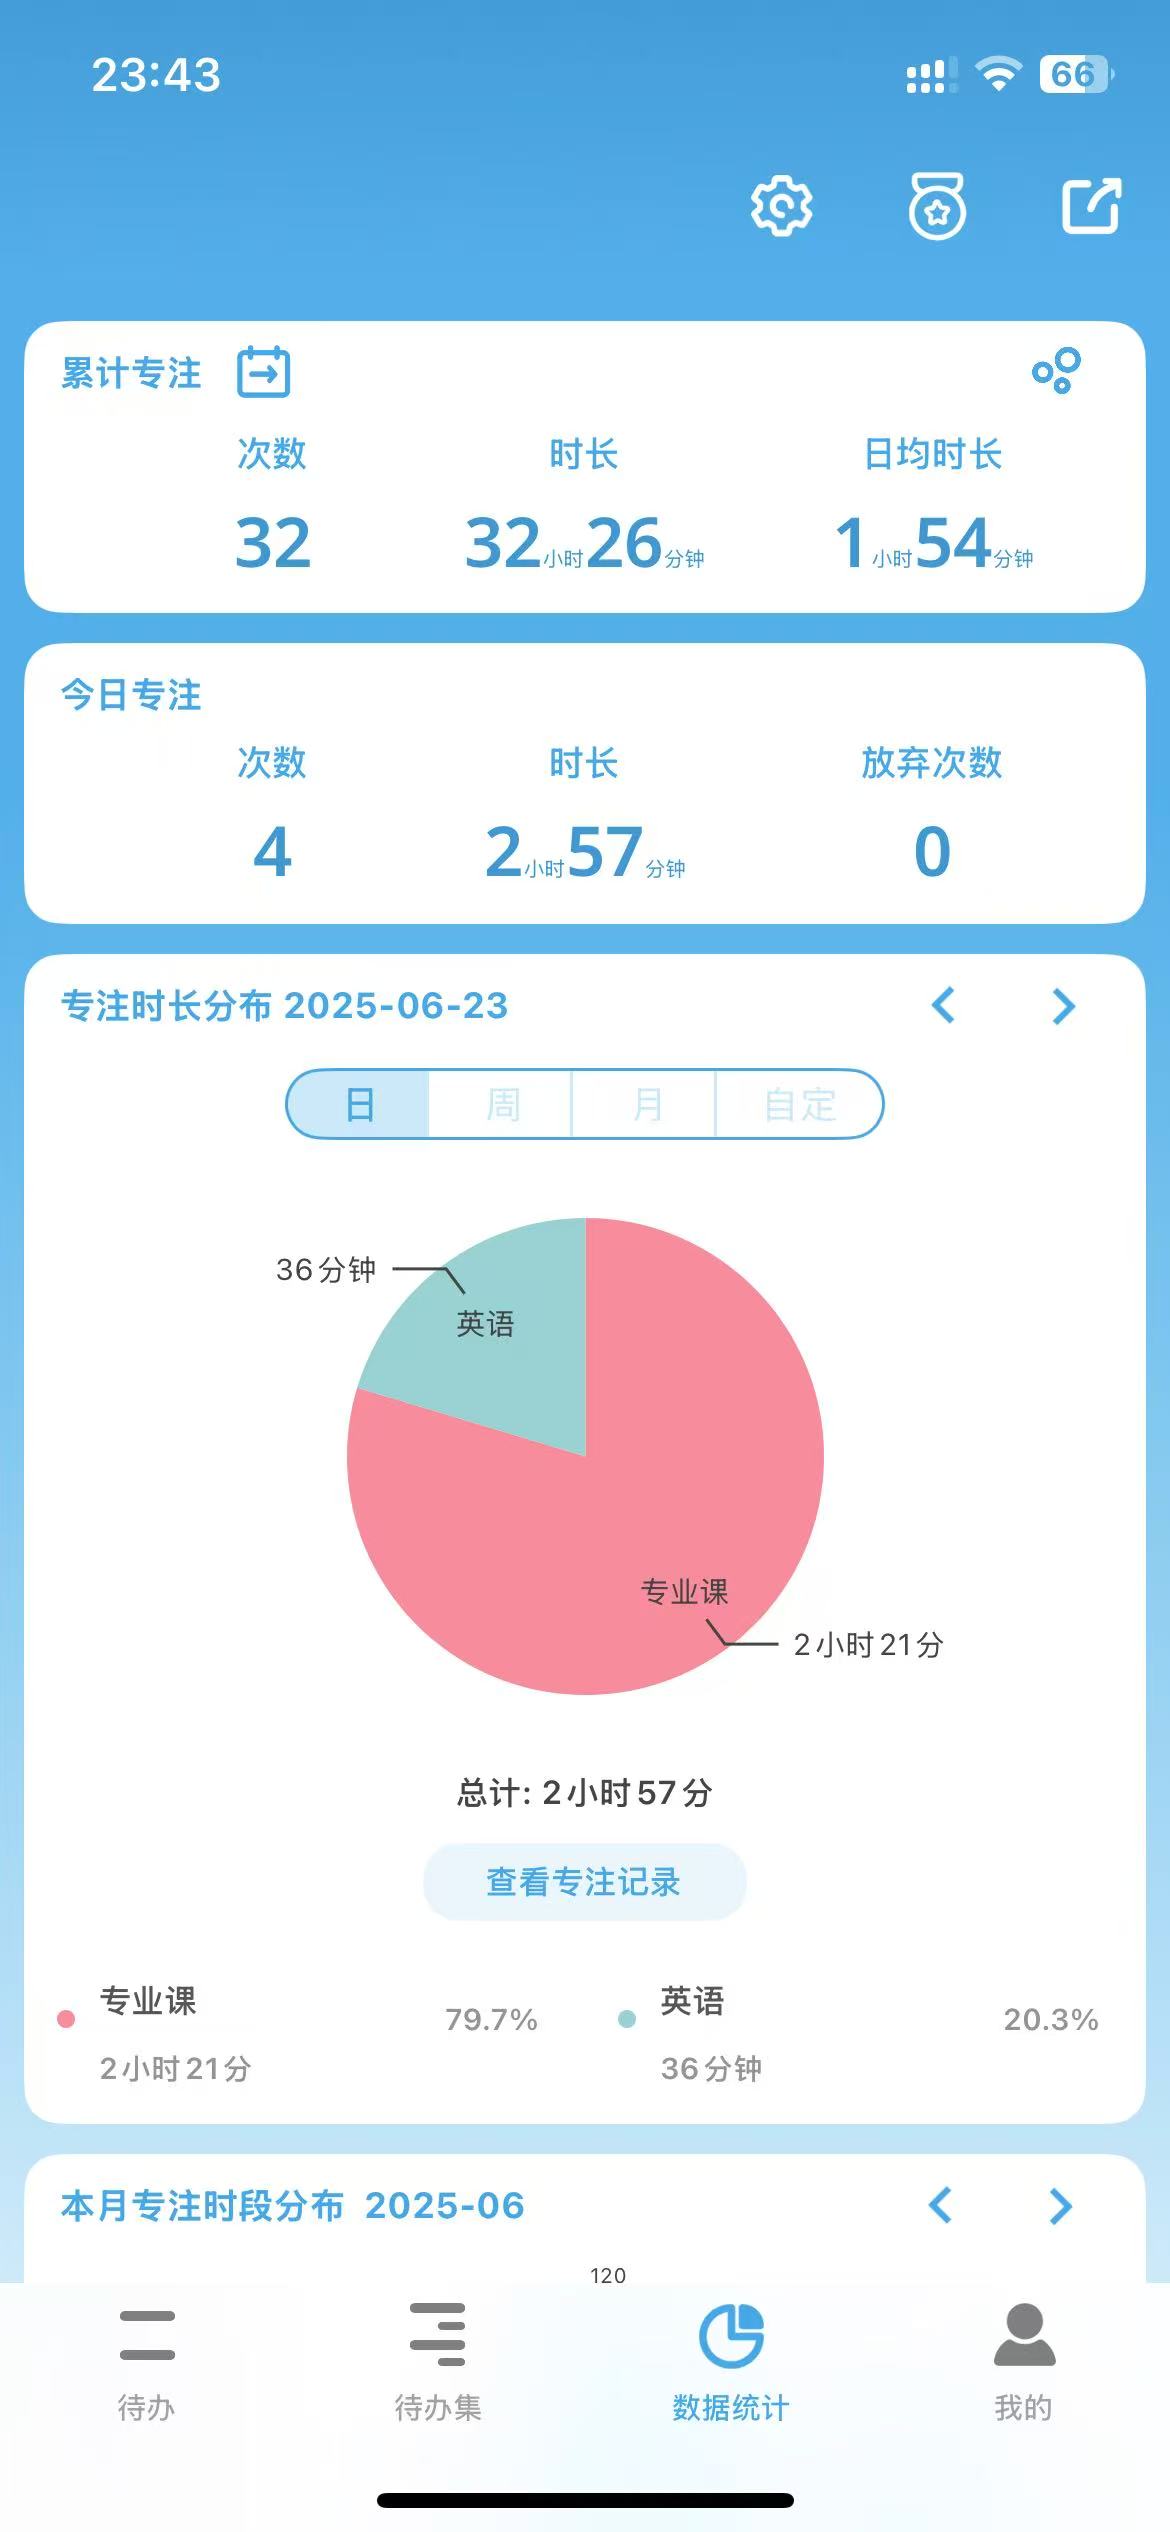 23:43
66
累计专注
次数 时长 日均时长
32 32小时26分钟 1小时54分钟
今日专注
次数 时长 放弃次数
4 2小时57分钟 0
专注时长分布 2025-06-23
日 周 月 自定
36分钟
英语
专业课
2小时21分
总计: 2小时57分
查看专注记录
专业课 79.7% 英语 20.3%
2小时21分 36分钟
本月专注时段分布 2025-06
120
待办 待办集 数据统计 我的